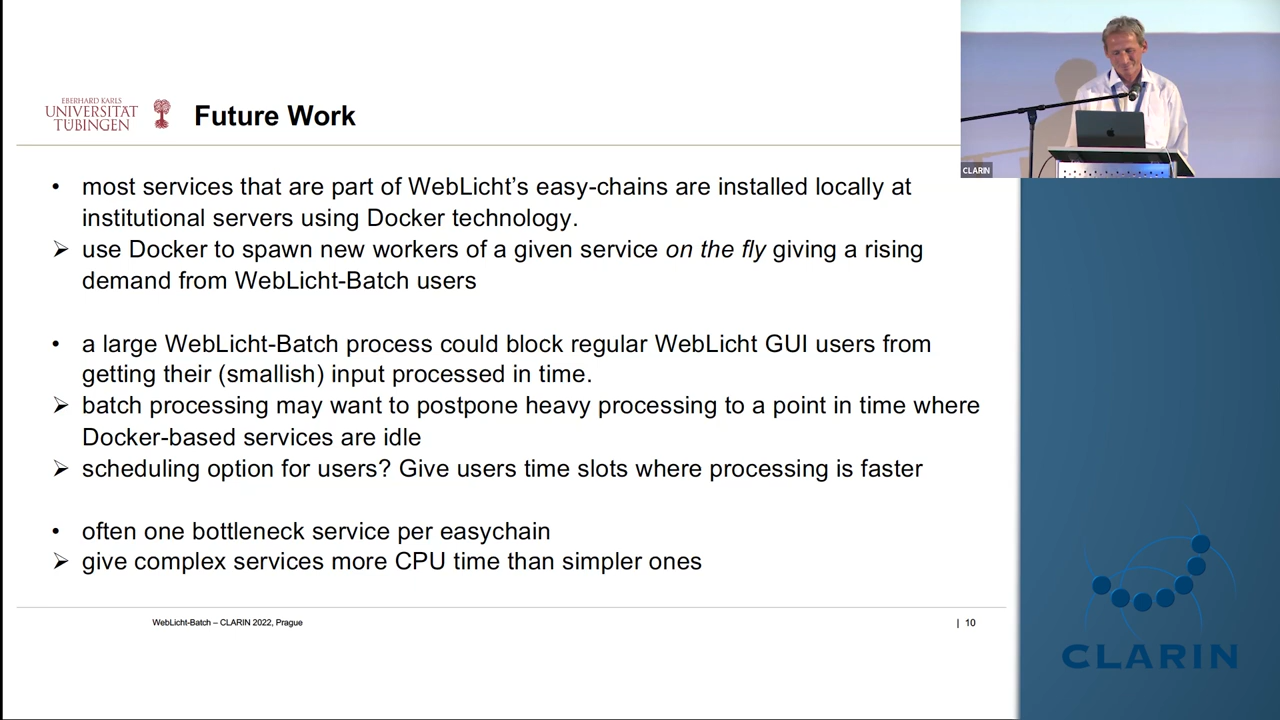 EBERHARD KARLS
UNIVERSITÄT
TÜBINGEN
Future Work
• most services that are part of WebLicht’s easy-chains are installed locally at
institutional servers using Docker technology.
➢ use Docker to spawn new workers of a given service on the fly giving a rising
demand from WebLicht-Batch users
• a large WebLicht-Batch process could block regular WebLicht GUI users from
getting their (smallish) input processed in time.
➢ batch processing may want to postpone heavy processing to a point in time where
Docker-based services are idle
➢ scheduling option for users? Give users time slots where processing is faster
• often one bottleneck service per easychain
➢ give complex services more CPU time than simpler ones
WebLicht-Batch – CLARIN 2022, Prague
| 10
CLARIN
CLARIN